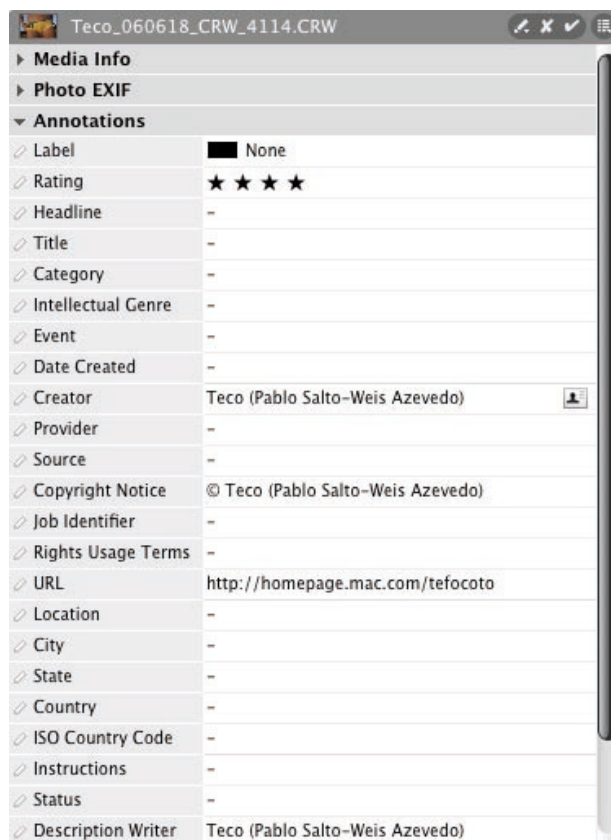 Teco_060618_CRW_4114.CRW
Media Info
Photo EXIF
Annotations
Label None
Rating ★ ★ ★ ★
Headline –
Title –
Category –
Intellectual Genre –
Event –
Date Created –
Creator Teco (Pablo Salto-Weis Azevedo)
Provider –
Source –
Copyright Notice © Teco (Pablo Salto-Weis Azevedo)
Job Identifier –
Rights Usage Terms –
URL http://homepage.mac.com/tefocoto
Location –
City –
State –
Country –
ISO Country Code –
Instructions –
Status –
Description Writer Teco (Pablo Salto-Weis Azevedo)